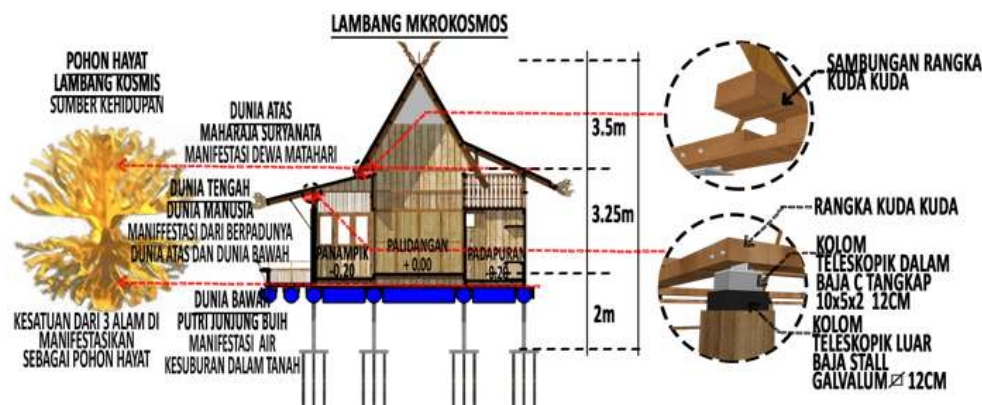 LAMBANG MKROKOSMOS
POHON HAYAT
LAMBANG KOSMIS
SUMBER KEHIDUPAN
DUNIA ATAS
MAHARAJA SURYANATA
MANIFESTASI DEWA MATAHARI
DUNIA TENGAH
DUNIA MANUSIA
MANIFFESTASI DARI BERPADUNYA
DUNIA ATAS DAN DUNIA BAWAH
DUNIA BAWAH
PUTRI JUNJUNG BUIH
MANIFESTASI AIR
KESUBURAN DALAM TANAH
KESATUAN DARI 3 ALAM DI
MANIFESTASIKAN
SEBAGAI POHON HAYAT
PANAMPIK
-0,20
PALIDANGAN
+ 0,00
PADAPURAN
-0,20
3.5m
3.25m
2m
SAMBUNGAN RANGKA
KUDA KUDA
RANGKA KUDA KUDA
KOLOM
TELESKOPIK DALAM
BAJA C TANGKAP
10x5x2 12CM
KOLOM
TELESKOPIK LUAR
BAJA STALL
GALVALUM 12CM